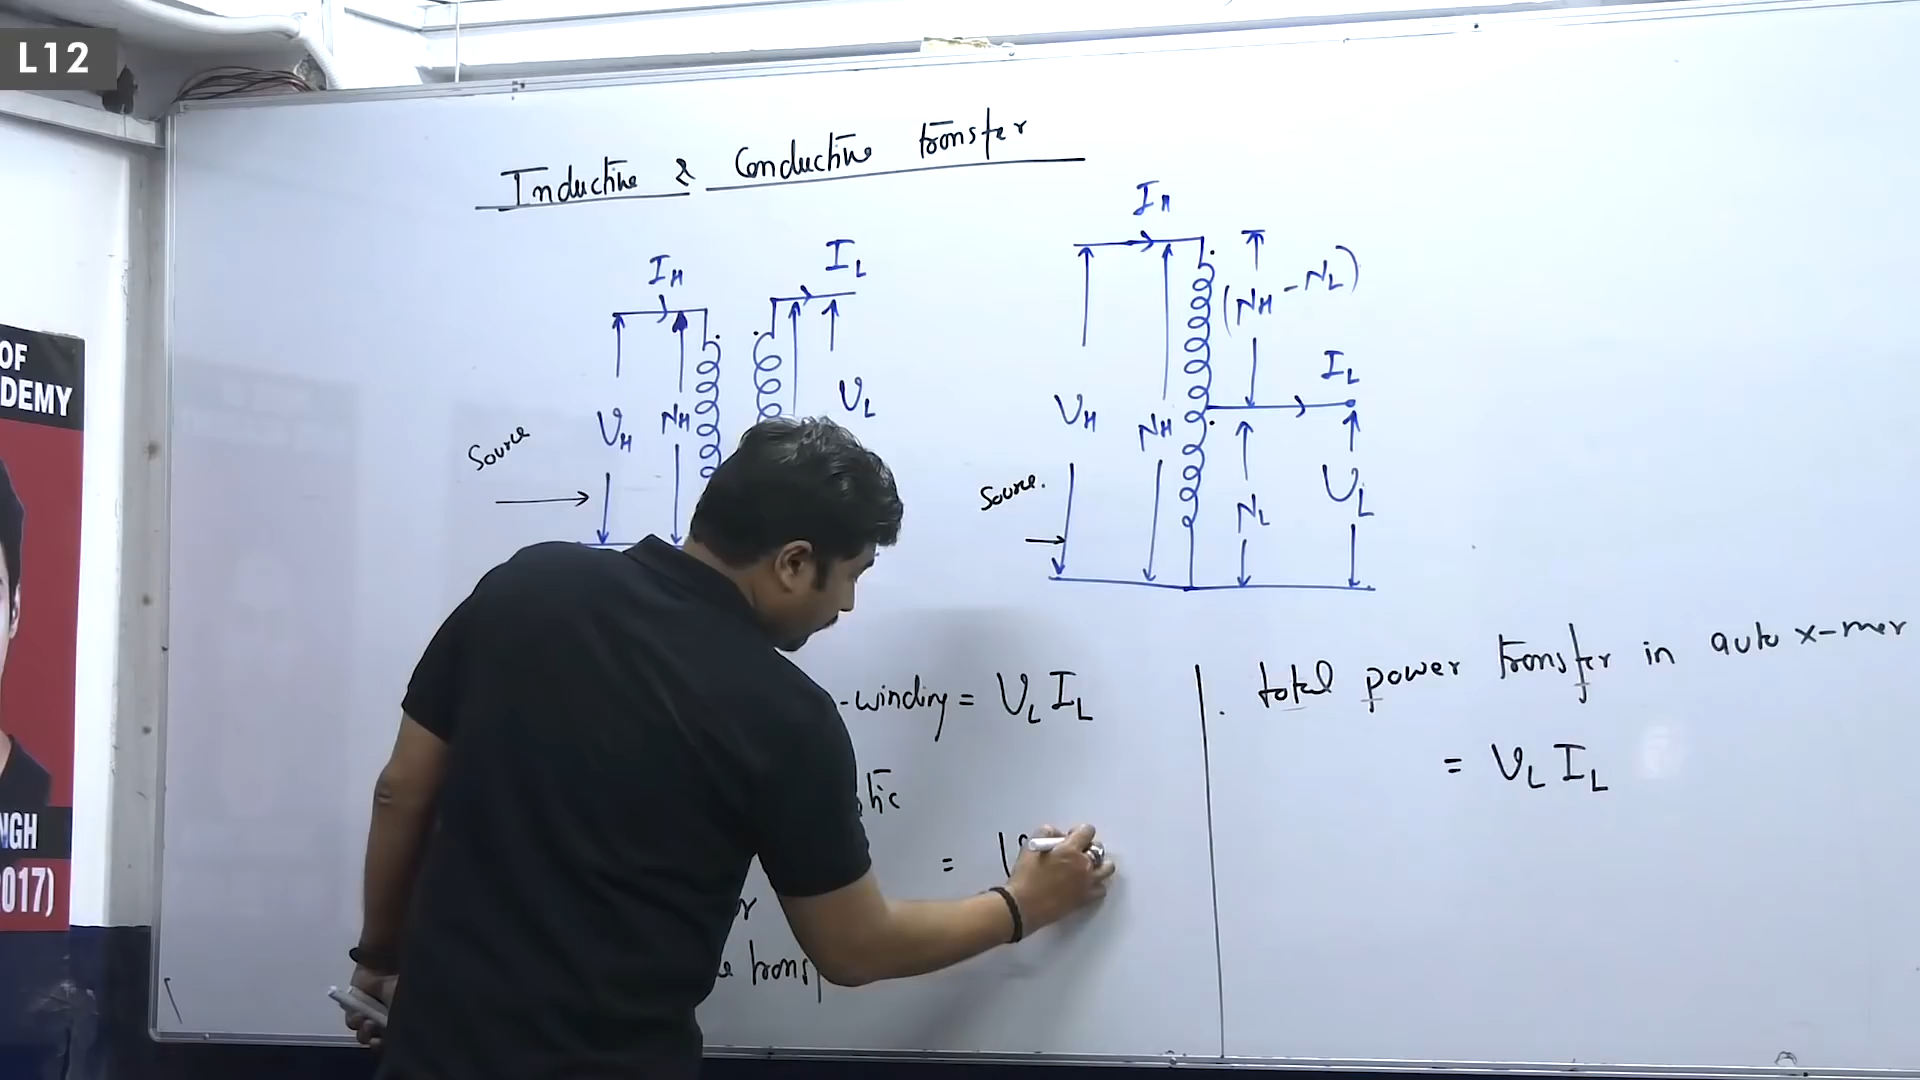 L12
Inductive & Conductive transfer
I_H
I_L
V_H
N_H
V_L
Source
I_H
(N_H - N_L)
I_L
V_H
N_H
N_L
V_L
Source.
-winding = V_L I_L
=
. total power transfer in auto x-mer
= V_L I_L
OF
DEMY
NGH
2017)